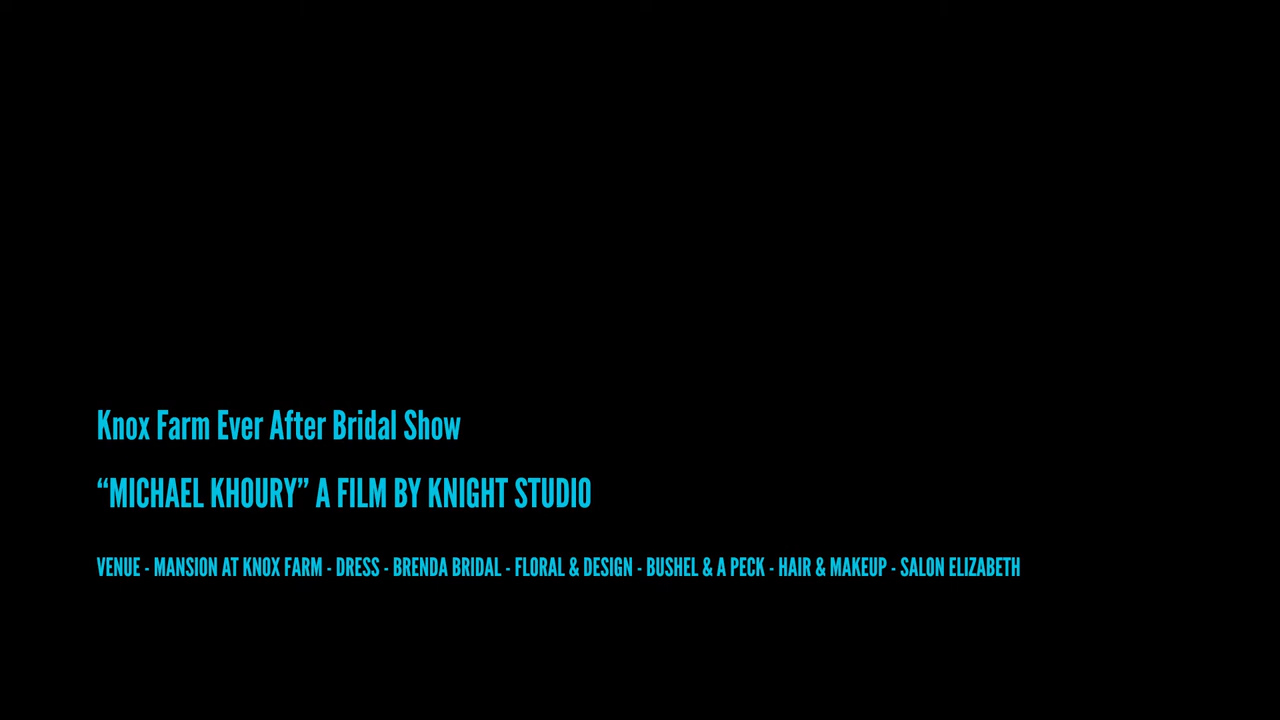 Knox Farm Ever After Bridal Show
“MICHAEL KHOURY” A FILM BY KNIGHT STUDIO
VENUE - MANSION AT KNOX FARM - DRESS - BRENDA BRIDAL - FLORAL & DESIGN - BUSHEL & A PECK - HAIR & MAKEUP - SALON ELIZABETH